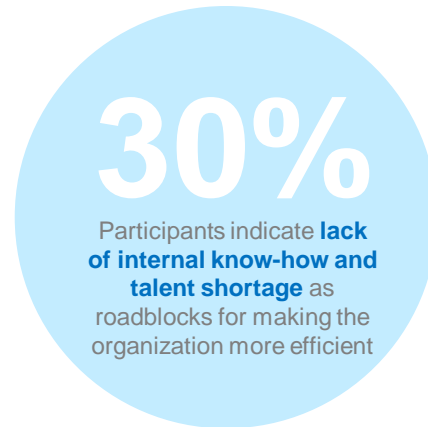 30%
Participants indicate lack
of internal know-how and
talent shortage as
roadblocks for making the
organization more efficient